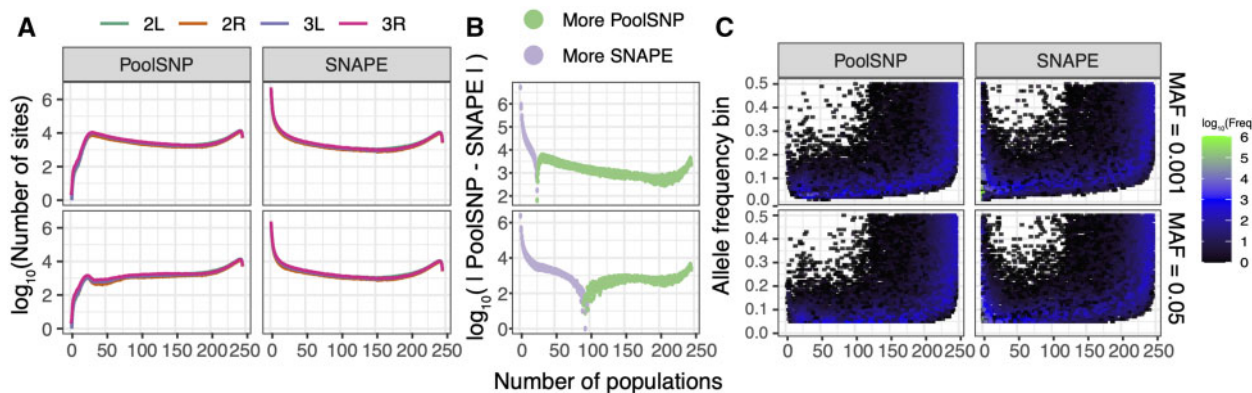 A
2L 2R 3L 3R
PoolSNP SNAPE
log10(Number of sites)
6
4
2
0
6
4
2
0
0 50 100 150 200 250 0 50 100 150 200 250
B
More PoolSNP
More SNAPE
log10( | PoolSNP - SNAPE | )
6
5
4
3
2
6
4
2
0
0 50 100 150 200 250
Number of populations
C
PoolSNP SNAPE
Allele frequency bin
0.5
0.4
0.3
0.2
0.1
0.0
0.5
0.4
0.3
0.2
0.1
0.0
0 50 100 150 200 250 0 50 100 150 200 250
MAF = 0.001
MAF = 0.05
log10(Freq
6
5
4
3
2
1
0